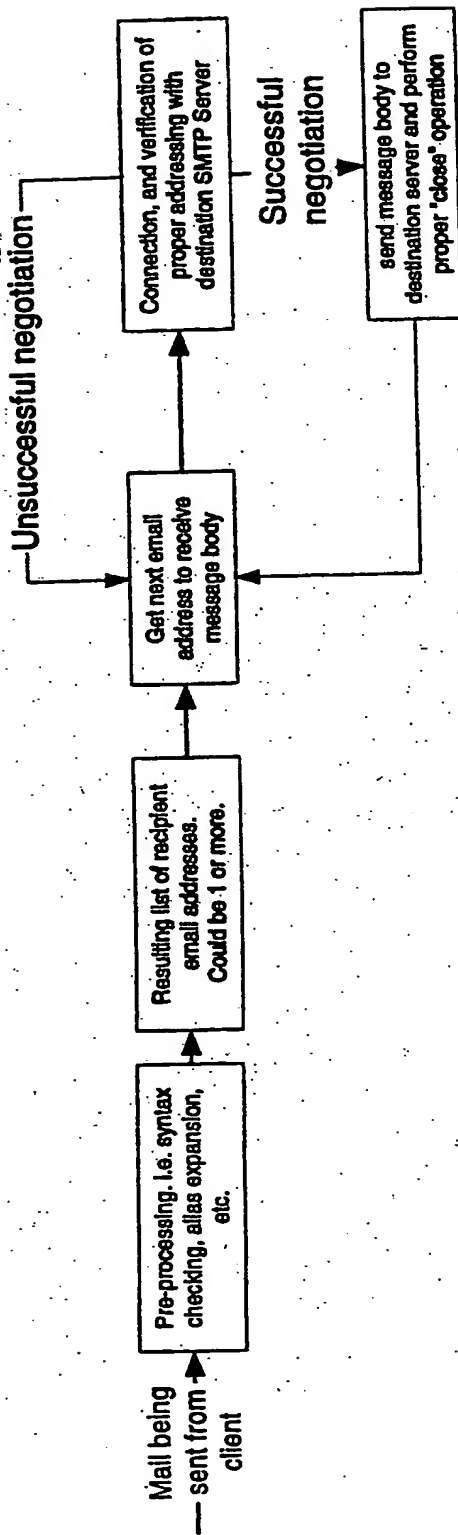 Mail being
sent from
client
Pre-processing. i.e. syntax
checking, alias expansion,
etc.
Resulting list of recipient
email addresses.
Could be 1 or more.
Get next email
address to receive
message body
Unsuccessful negotiation
Connection, and verification of
proper addressing with
destination SMTP Server
Successful
negotiation
send message body to
destination server and perform
proper "close" operation